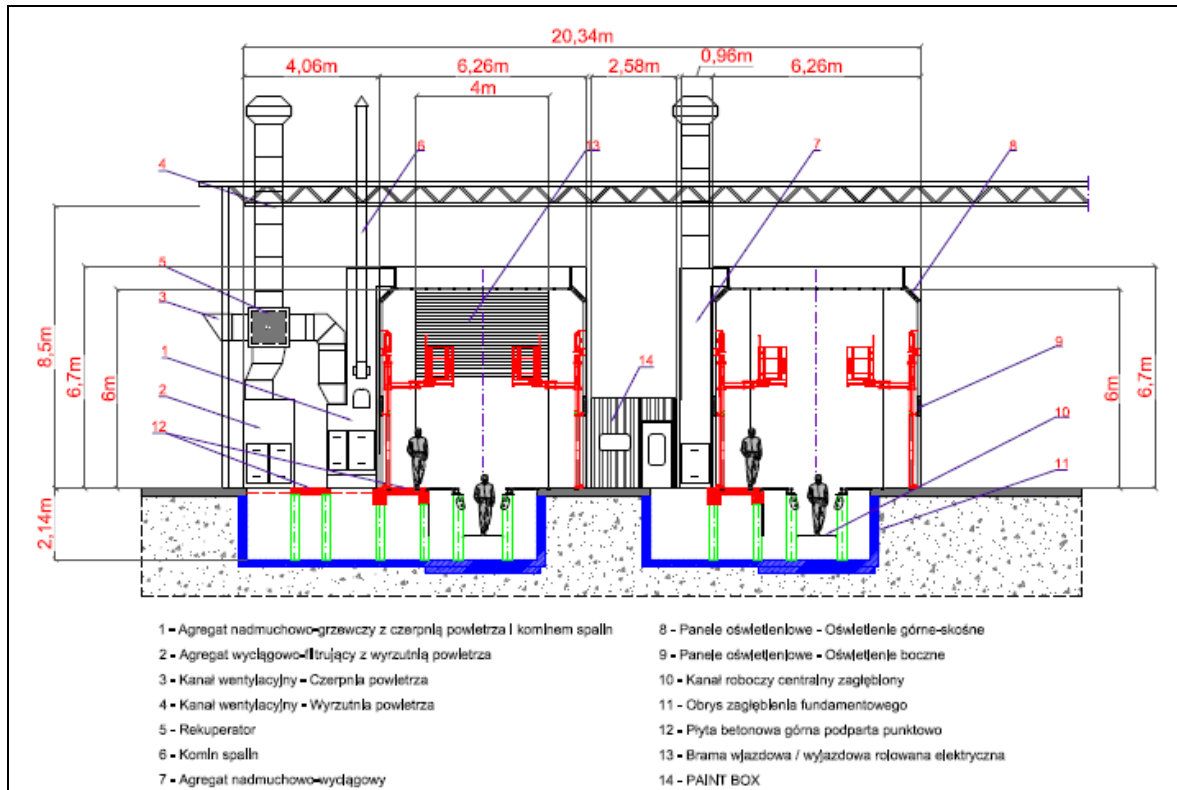 20,34m
4,06m 6,26m 2,58m 0,96m 6,26m
4m
4 6 13 7 8
5
3
1
2
12
14
9
10
11
8,5m
6,7m
6m
2,14m
6m
6,7m
1 - Agregat nadmuchowo-grzewczy z czerpnią powietrza i kominem spalin
2 - Agregat wyciągowo-filtrujący z wyrzutnią powietrza
3 - Kanał wentylacyjny - Czerpnia powietrza
4 - Kanał wentylacyjny - Wyrzutnia powietrza
5 - Rekuperator
6 - Komin spalin
7 - Agregat nadmuchowo-wyciągowy
8 - Panele oświetleniowe - Oświetlenie górne-skośne
9 - Panele oświetleniowe - Oświetlenie boczne
10 - Kanał roboczy centralny zagłębiony
11 - Obrys zagłębienia fundamentowego
12 - Płyta betonowa górna podparta punktowo
13 - Brama wjazdowa / wyjazdowa rolowana elektryczna
14 - PAINT BOX